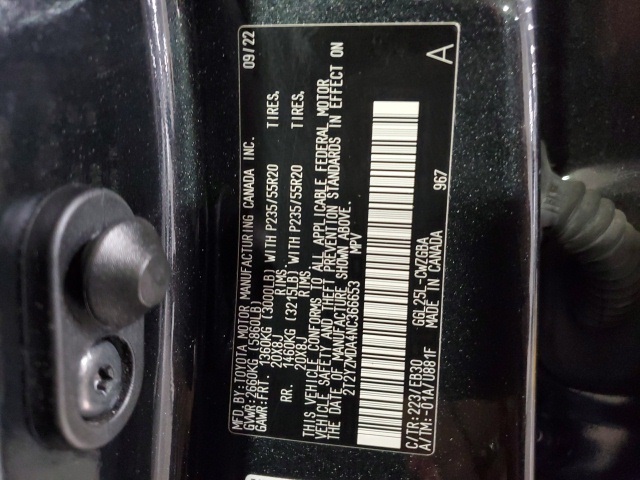 MFD. BY: TOYOTA MOTOR MANUFACTURING CANADA INC. 09/22
GVWR: 2660KG (5860LB)
GAWR: FRT. 1360KG (3000LB) WITH P235/55R20 TIRES,
20X8J RIMS.
RR. 1460KG (3215LB) WITH P235/55R20 TIRES,
20X8J RIMS.
THIS VEHICLE CONFORMS TO ALL APPLICABLE FEDERAL MOTOR
VEHICLE SAFETY AND THEFT PREVENTION STANDARDS IN EFFECT ON
THE DATE OF MANUFACTURE SHOWN ABOVE.
2T2YZMDA4NC366653 MPV
A
967
C/TR:223/EB30 GGL25L-CWZGBA
A/TM:-01A/U881F MADE IN CANADA